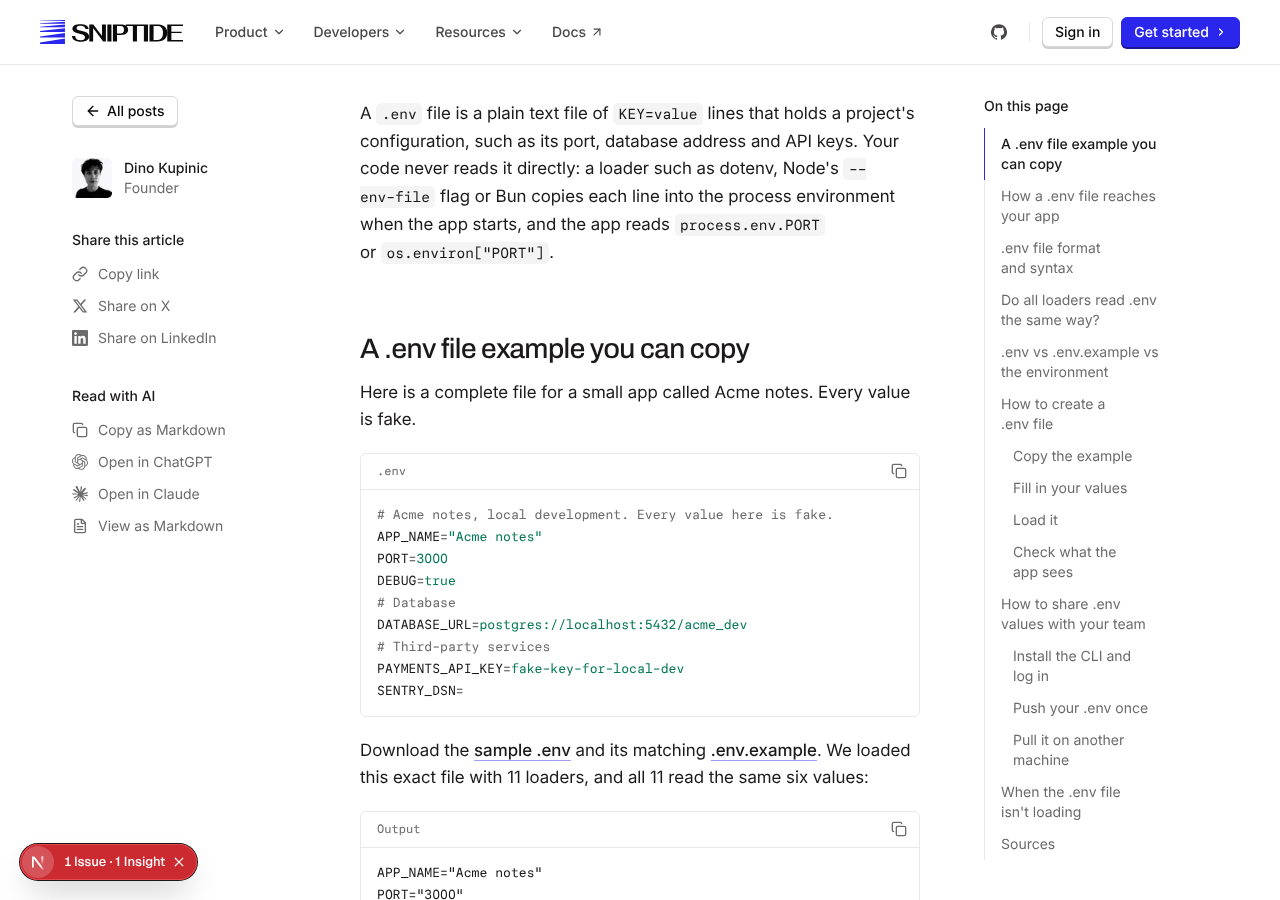 SNIPTIDE
Product
Developers
Resources
Docs
Sign in
Get started
All posts
Dino Kupinic
Founder
Share this article
Copy link
Share on X
Share on LinkedIn
Read with AI
Copy as Markdown
Open in ChatGPT
Open in Claude
View as Markdown
A .env file is a plain text file of KEY=value lines that holds a project's
configuration, such as its port, database address and API keys. Your
code never reads it directly: a loader such as dotenv, Node's --
env-file flag or Bun copies each line into the process environment
when the app starts, and the app reads process.env.PORT
or os.environ["PORT"].
A .env file example you can copy
Here is a complete file for a small app called Acme notes. Every value
is fake.
.env
# Acme notes, local development. Every value here is fake.
APP_NAME="Acme notes"
PORT=3000
DEBUG=true
# Database
DATABASE_URL=postgres://localhost:5432/acme_dev
# Third-party services
PAYMENTS_API_KEY=fake-key-for-local-dev
SENTRY_DSN=
Download the sample .env and its matching .env.example. We loaded
this exact file with 11 loaders, and all 11 read the same six values:
Output
APP_NAME="Acme notes"
PORT="3000"
On this page
A .env file example you
can copy
How a .env file reaches
your app
.env file format
and syntax
Do all loaders read .env
the same way?
.env vs .env.example vs
the environment
How to create a
.env file
Copy the example
Fill in your values
Load it
Check what the
app sees
How to share .env
values with your team
Install the CLI and
log in
Push your .env once
Pull it on another
machine
When the .env file
isn't loading
Sources
N
1 Issue · 1 Insight